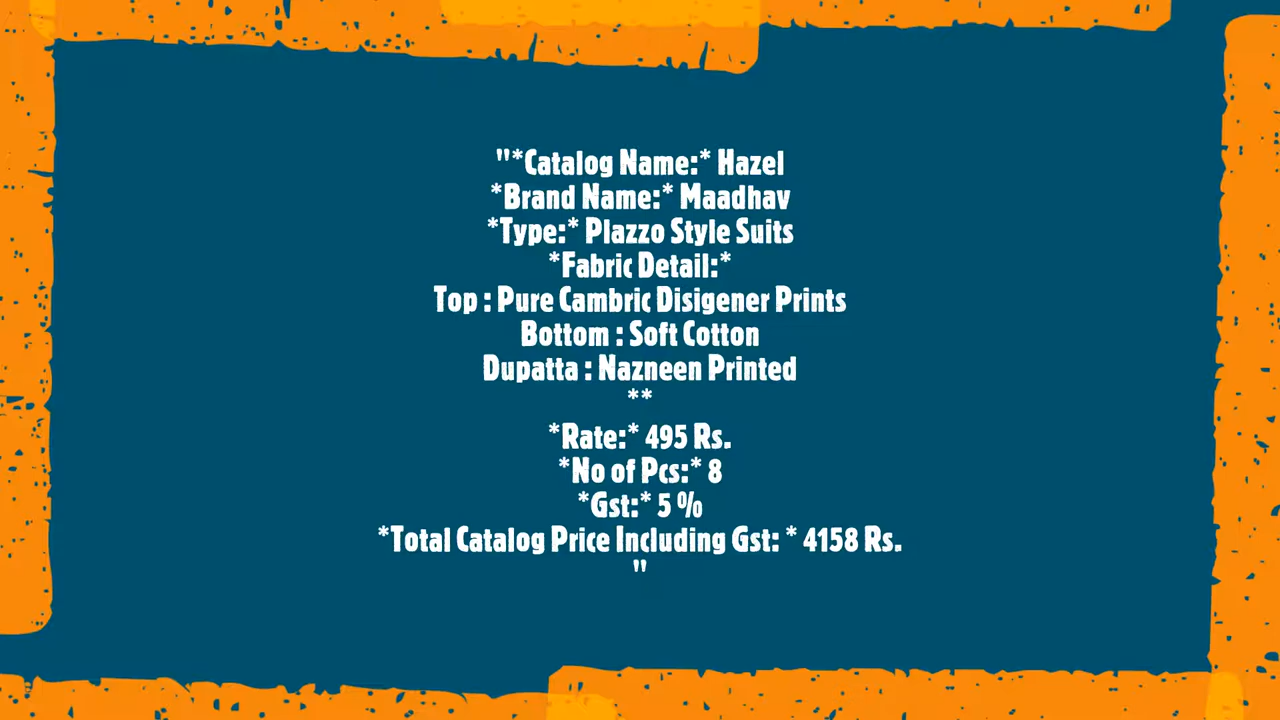 "*Catalog Name:* Hazel
*Brand Name:* Maadhav
*Type:* Plazzo Style Suits
*Fabric Detail:*
Top : Pure Cambric Disigener Prints
Bottom : Soft Cotton
Dupatta : Nazneen Printed
**
*Rate:* 495 Rs.
*No of Pcs:* 8
*Gst:* 5 %
*Total Catalog Price Including Gst: * 4158 Rs.
"